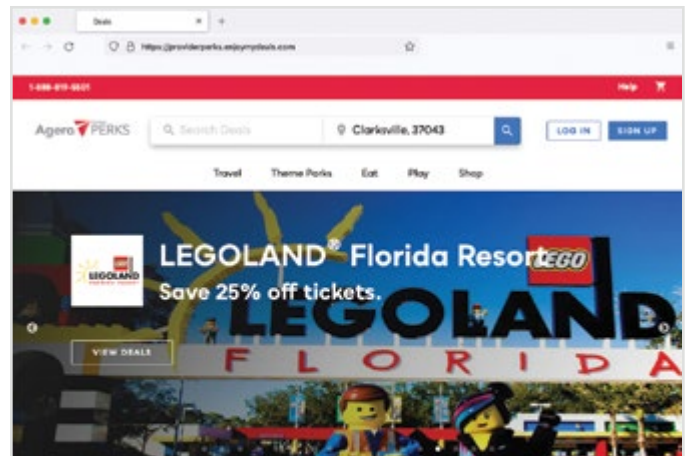 Deals
https://providerperks.enjoymydeals.com
Help
Agero PERKS
Search Deals
Clarksville, 37043
LOG IN
SIGN UP
Travel Theme Parks Eat Play Shop
LEGOLAND® Florida Resort
LEGO
LEGO
LEGOLAND
Save 25% off tickets.
LEGOLAND
VIEW DEALS
FLORIDA